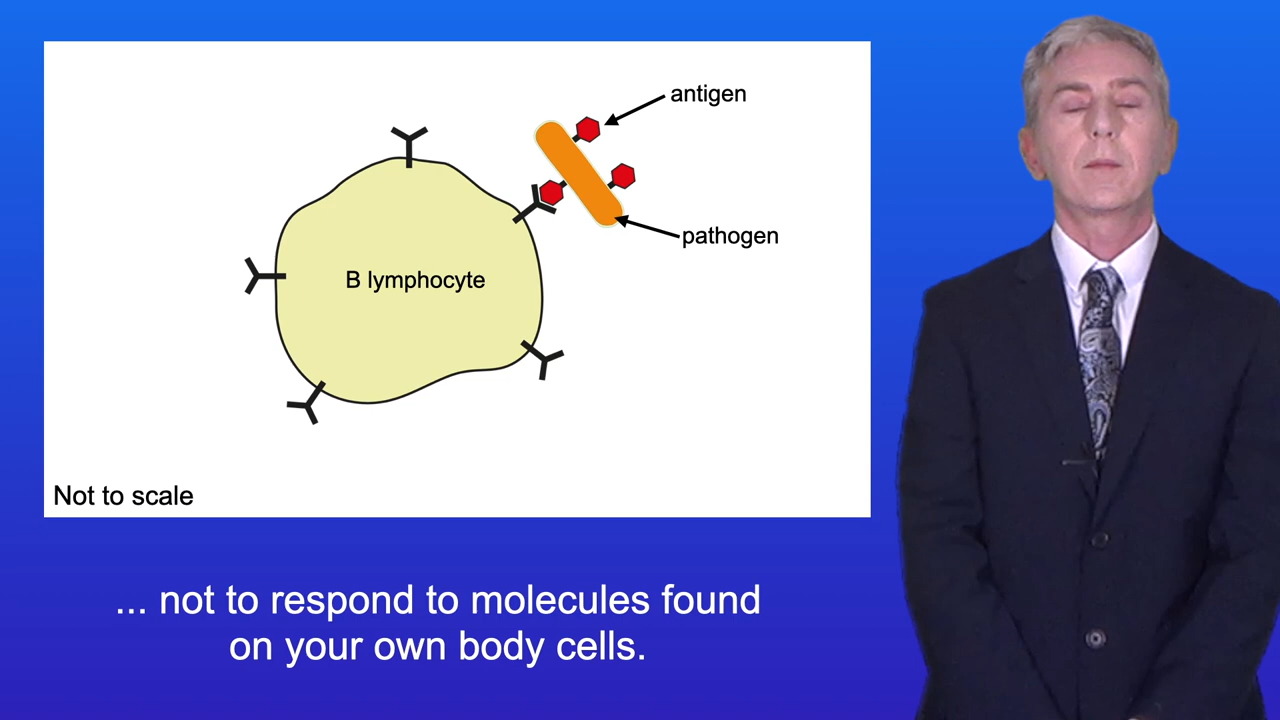 antigen
pathogen
B lymphocyte
Not to scale
... not to respond to molecules found
on your own body cells.